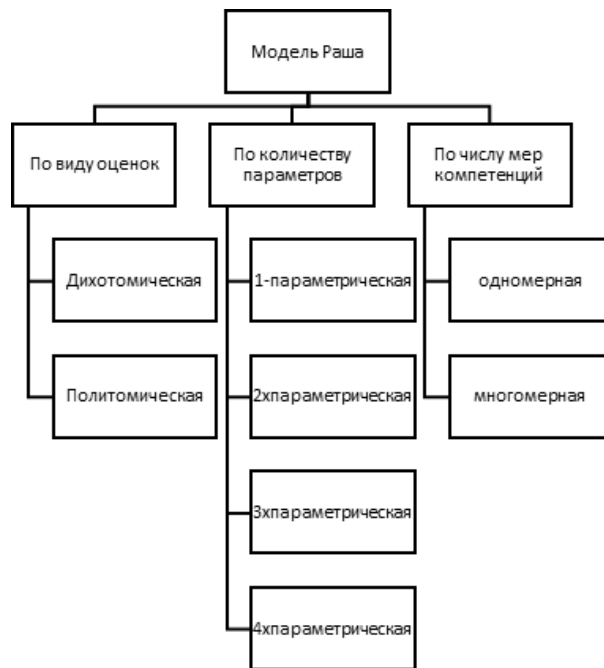 Модель Раша
По виду оценок
По количеству
параметров
По числу мер
компетенций
Дихотомическая
Политомическая
1-параметрическая
2хпараметрическая
3хпараметрическая
4хпараметрическая
одномерная
многомерная